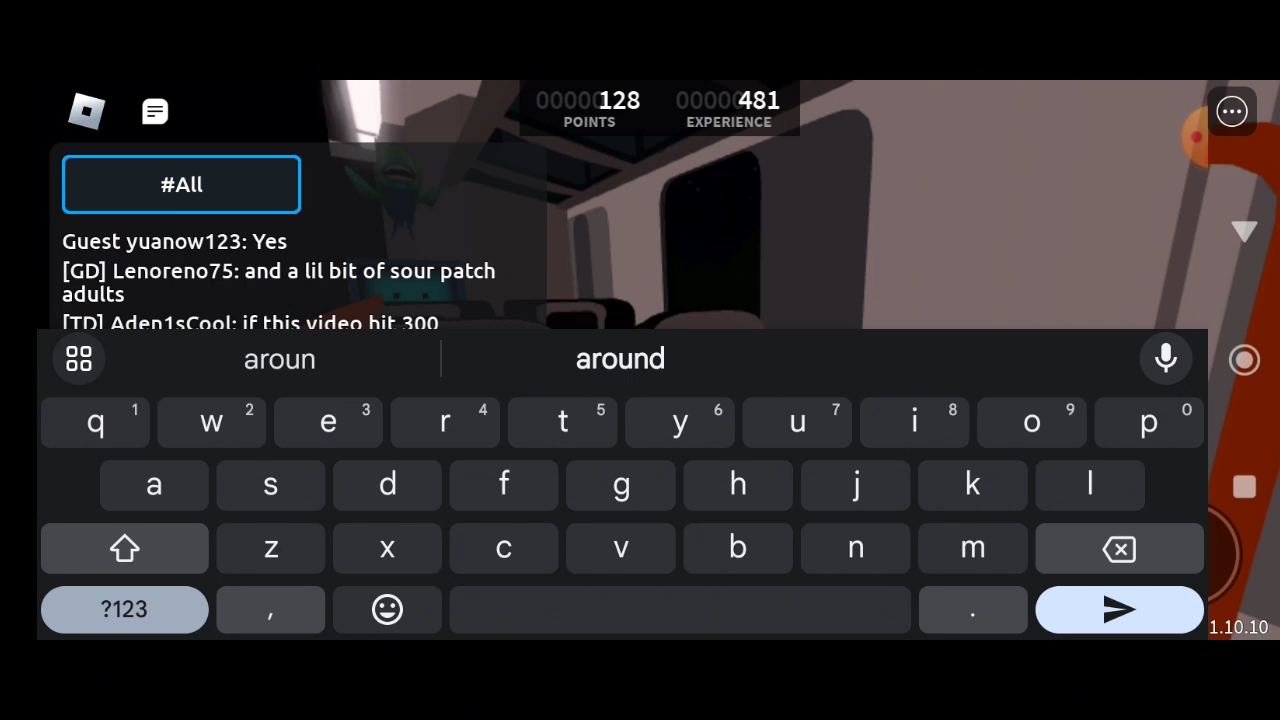 00000128 00000481
POINTS EXPERIENCE
#All
Guest yuanow123: Yes
[GD] Lenoreno75: and a lil bit of sour patch
adults
[TD] Aden1sCool: if this video hit 300
aroun around
q 1 w 2 e 3 r 4 t 5 y 6 u 7 i 8 o 9 p 0
a s d f g h j k l
z x c v b n m
?123 , .
1.10.10